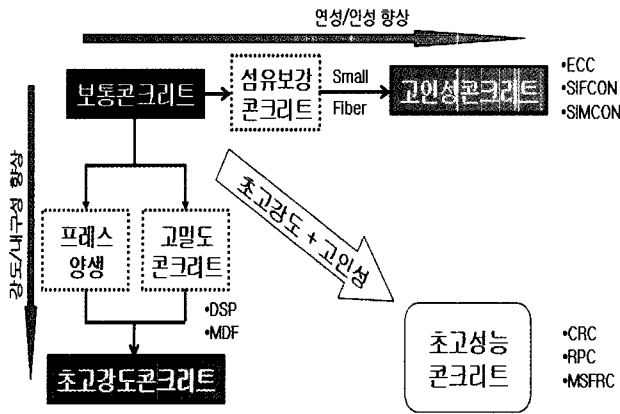 연성/인성 향상
보통콘크리트
섬유보강
콘크리트
Small
Fiber
고인성콘크리트
•ECC
•SIFCON
•SIMCON
강도/내구성 향상
초고강도 + 고인성
프레스
양생
고밀도
콘크리트
•DSP
•MDF
초고강도콘크리트
초고성능
콘크리트
•CRC
•RPC
•MSFRC